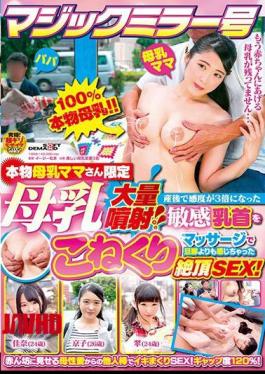 マジックミラー号
もう赤ちゃんにあげる
母乳が残ってません…
母乳
ママ
パパ
100%
本物母乳!!
本物母乳ママさん限定
産後で感度が3倍になった
母乳
大量
噴射!!
敏感乳首を
こねくり
マッサージで
旦那よりも感じちゃった
絶頂SEX!
佳奈(24歳)
京子(26歳)
翠(24歳)
赤ん坊に見せる母性愛からの他人棒でイキまくりSEX!ギャップ度120%!